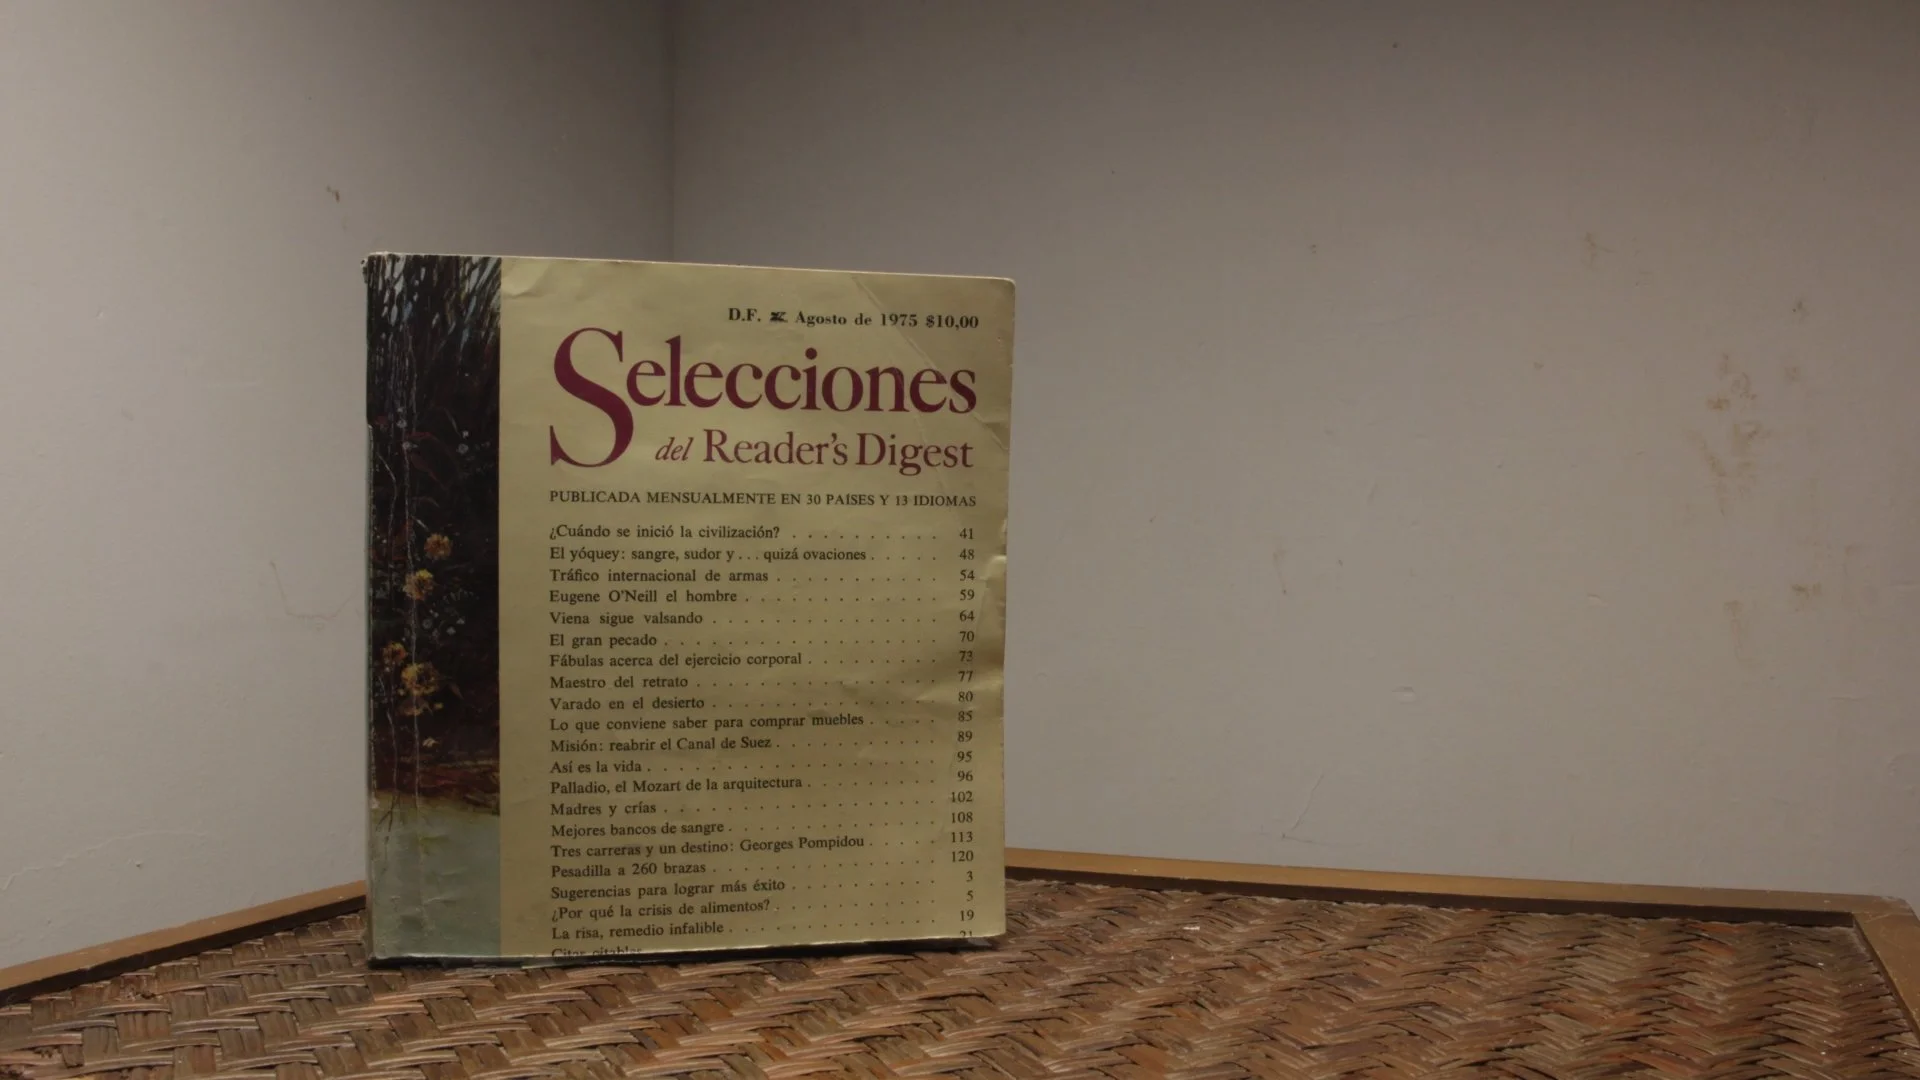 D.F. Agosto de 1975 $10,00
Selecciones
del Reader's Digest
PUBLICADA MENSUALMENTE EN 30 PAÍSES Y 13 IDIOMAS
¿Cuándo se inició la civilización? . . . . . . . . . . 41
El yóquey: sangre, sudor y . . . quizá ovaciones . . . . . 48
Tráfico internacional de armas . . . . . . . . . . . 54
Eugene O'Neill el hombre . . . . . . . . . . . . . 59
Viena sigue valsando . . . . . . . . . . . . . . . 64
El gran pecado . . . . . . . . . . . . . . . . . 70
Fábulas acerca del ejercicio corporal . . . . . . . . . 73
Maestro del retrato . . . . . . . . . . . . . . . . 77
Varado en el desierto . . . . . . . . . . . . . . . 80
Lo que conviene saber para comprar muebles . . . . . 85
Misión: reabrir el Canal de Suez . . . . . . . . . . . 89
Así es la vida . . . . . . . . . . . . . . . . . . 95
Palladio, el Mozart de la arquitectura . . . . . . . . . 96
Madres y crías . . . . . . . . . . . . . . . . . 102
Mejores bancos de sangre . . . . . . . . . . . . . 108
Tres carreras y un destino: Georges Pompidou . . . . . 113
Pesadilla a 260 brazas . . . . . . . . . . . . . . 120
Sugerencias para lograr más éxito . . . . . . . . . . 3
¿Por qué la crisis de alimentos? . . . . . . . . . . . 5
La risa, remedio infalible . . . . . . . . . . . . . 19
Citas citables 21